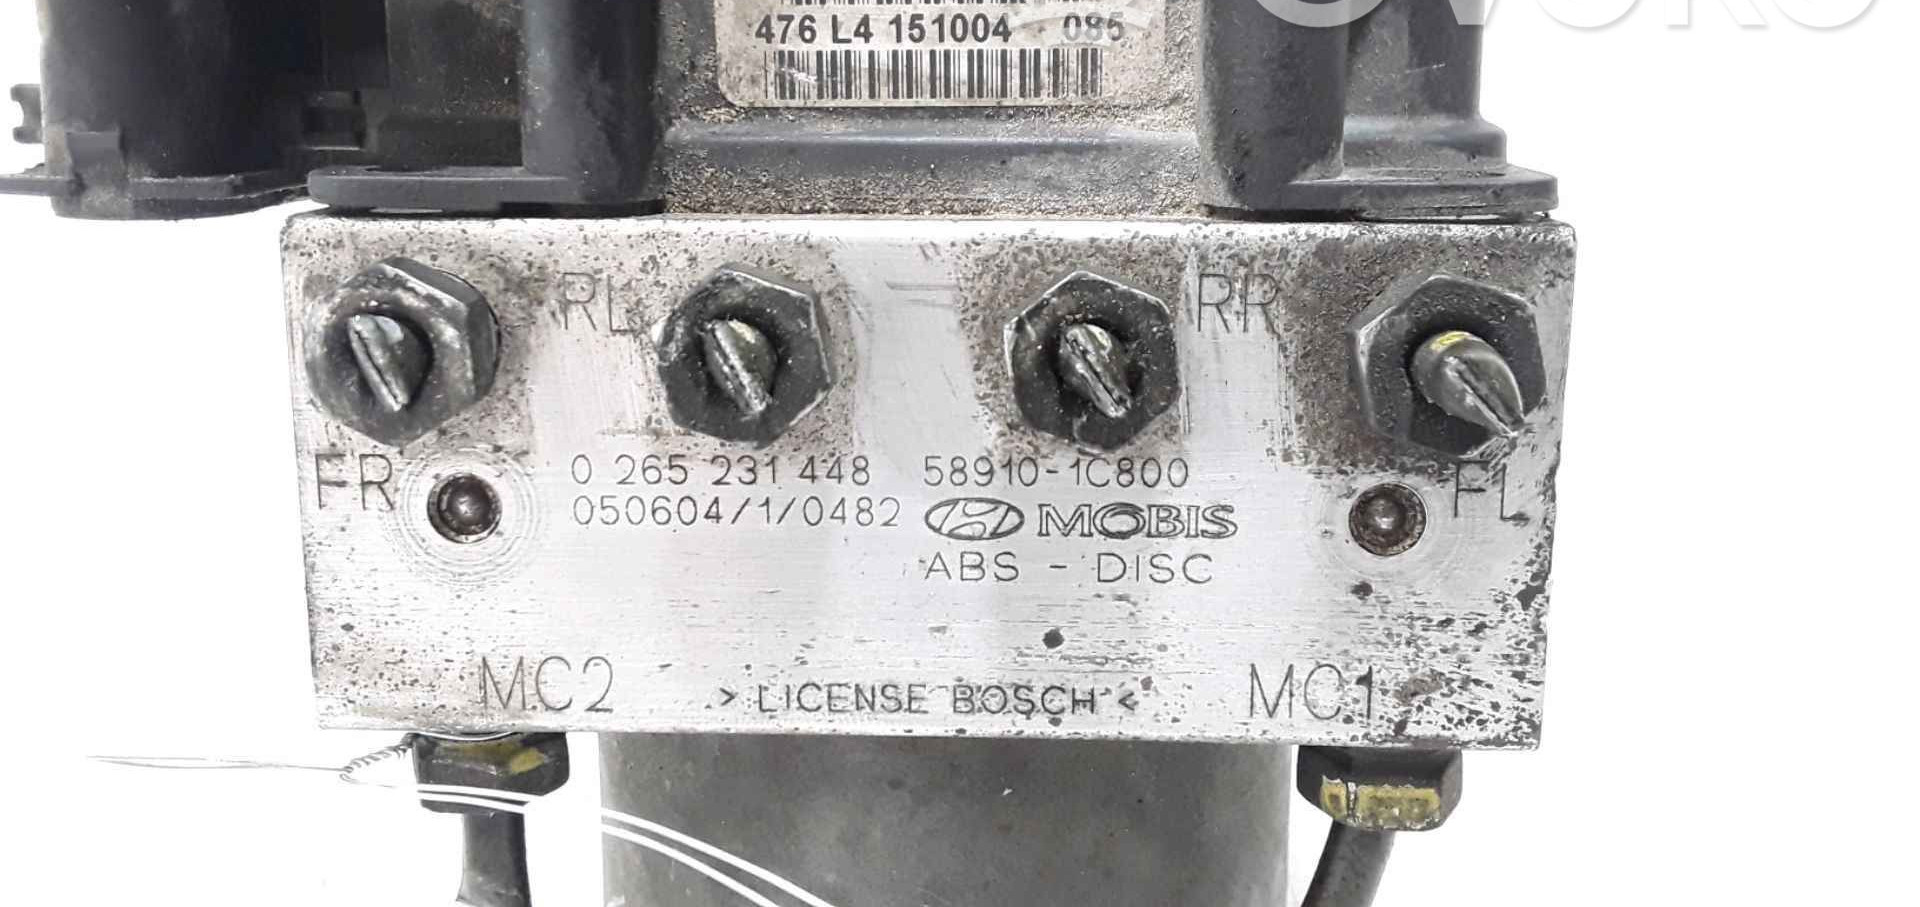 476 L4 151004 085
RL
RR
FR
FL
0 265 231 448 58910-1C800
050604/1/0482 MOBIS
ABS - DISC
MC2
> LICENSE BOSCH <
MC1